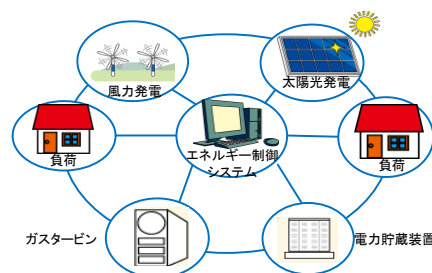 風力発電
太陽光発電
負荷
エネルギー制御
システム
負荷
ガスタービン
電力貯蔵装置